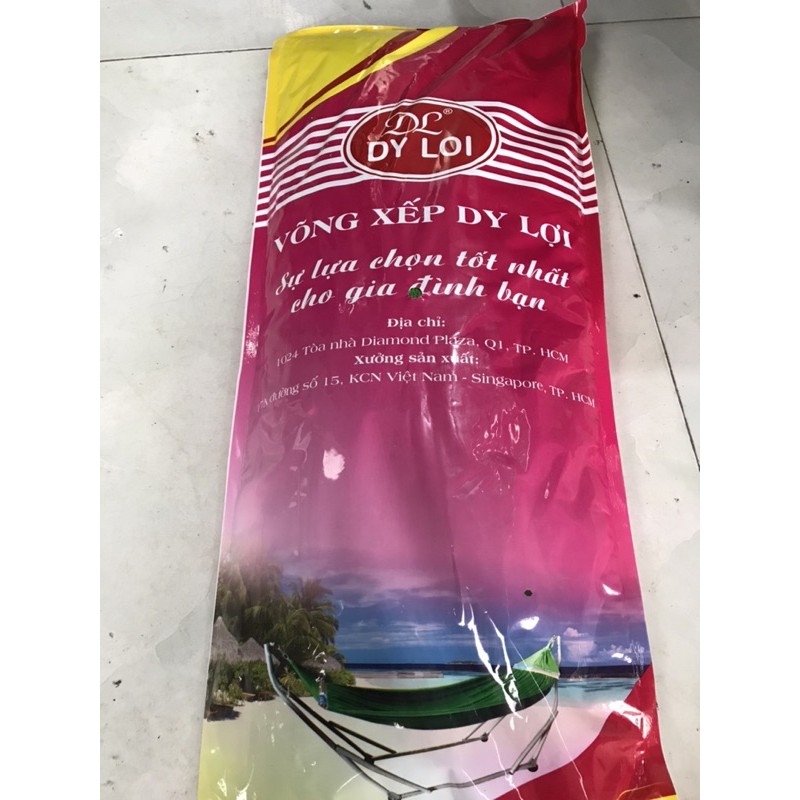 DL ®
DY LOI
VÕNG XẾP DY LỢI
Sự lựa chọn tốt nhất
cho gia đình bạn
Địa chỉ:
1024 Tòa nhà Diamond Plaza, Q1, TP. HCM
Xưởng sản xuất:
đường số 15, KCN Việt Nam - Singapore, TP. HCM